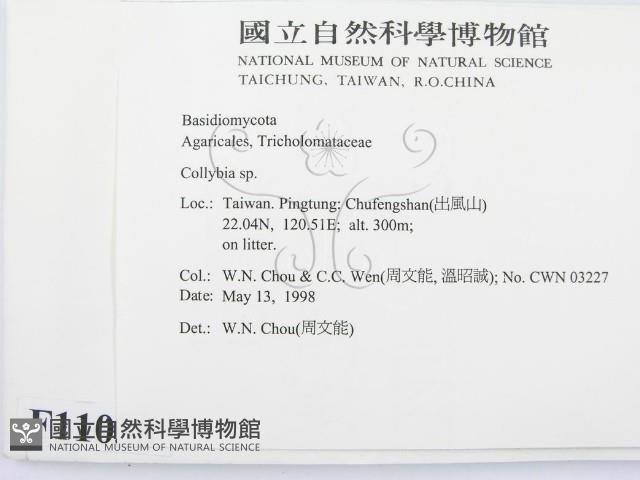 國立自然科學博物館
NATIONAL MUSEUM OF NATURAL SCIENCE
TAICHUNG, TAIWAN, R.O.CHINA
Basidiomycota
Agaricales, Tricholomataceae
Collybia sp.
Loc.: Taiwan. Pingtung: Chufengshan(出風山)
22.04N, 120.51E; alt. 300m;
on litter.
Col.: W.N. Chou & C.C. Wen(周文能, 溫昭誠); No. CWN 03227
Date: May 13, 1998
Det.: W.N. Chou(周文能)
F110
國立自然科學博物館
NATIONAL MUSEUM OF NATURAL SCIENCE